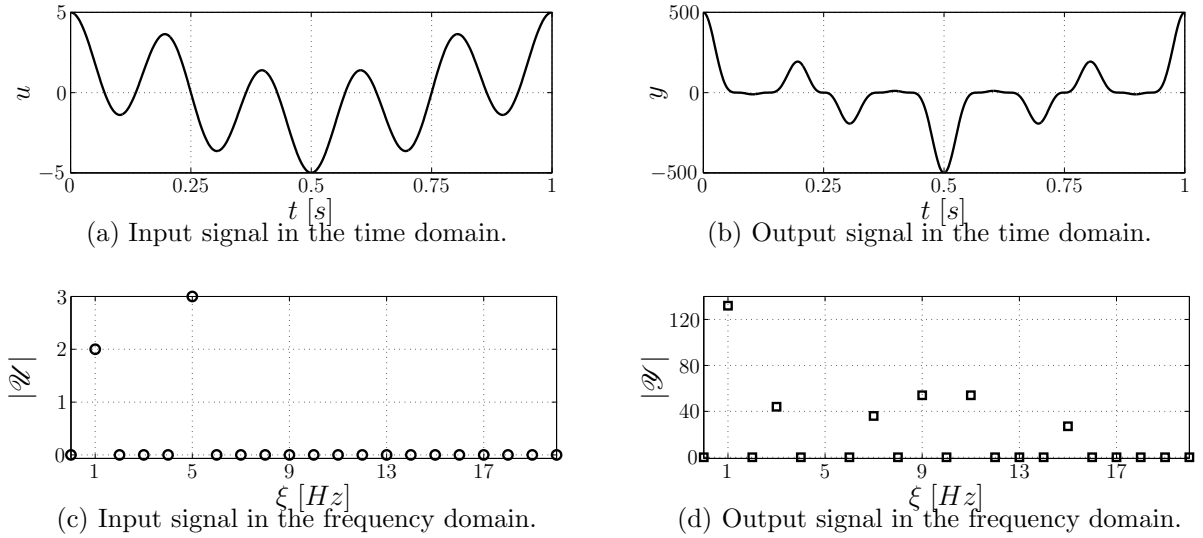 5
0
−5
u
0
0.25
0.5
0.75
1
t [s]
(a) Input signal in the time domain.
500
0
−500
y
0
0.25
0.5
0.75
1
t [s]
(b) Output signal in the time domain.
3
2
1
0
|𝒰|
1
5
9
13
17
ξ [Hz]
(c) Input signal in the frequency domain.
120
80
40
0
|𝒴|
1
5
9
13
17
ξ [Hz]
(d) Output signal in the frequency domain.